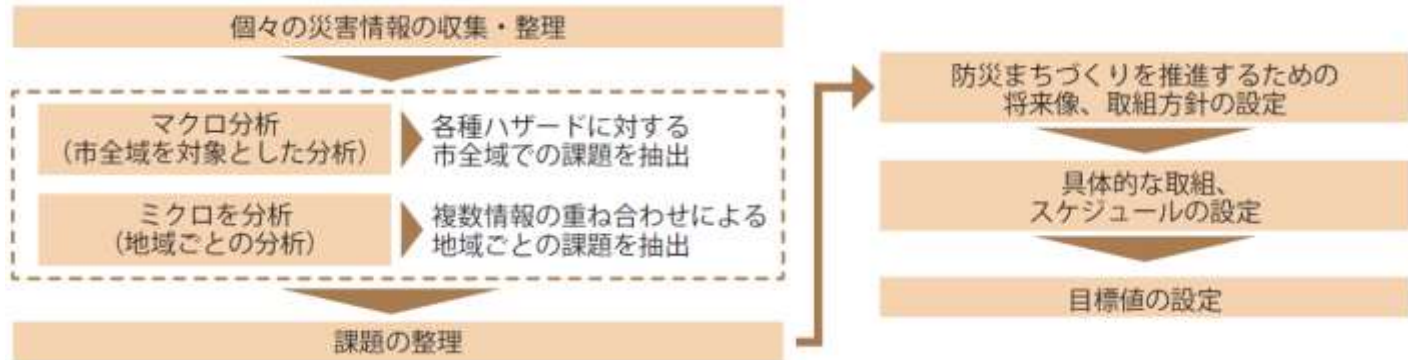 個々の災害情報の収集・整理
マクロ分析
（市全域を対象とした分析）
各種ハザードに対する
市全域での課題を抽出
ミクロを分析
（地域ごとの分析）
複数情報の重ね合わせによる
地域ごとの課題を抽出
課題の整理
防災まちづくりを推進するための
将来像、取組方針の設定
具体的な取組、
スケジュールの設定
目標値の設定